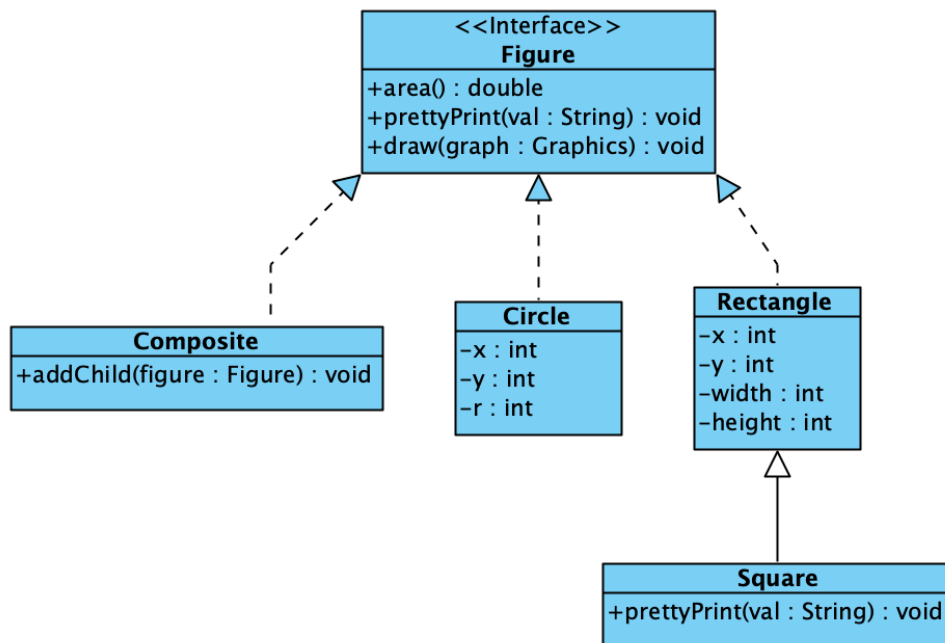 <<Interface>>
Figure
+area() : double
+prettyPrint(val : String) : void
+draw(graph : Graphics) : void
Composite
+addChild(figure : Figure) : void
Circle
-x : int
-y : int
-r : int
Rectangle
-x : int
-y : int
-width : int
-height : int
Square
+prettyPrint(val : String) : void